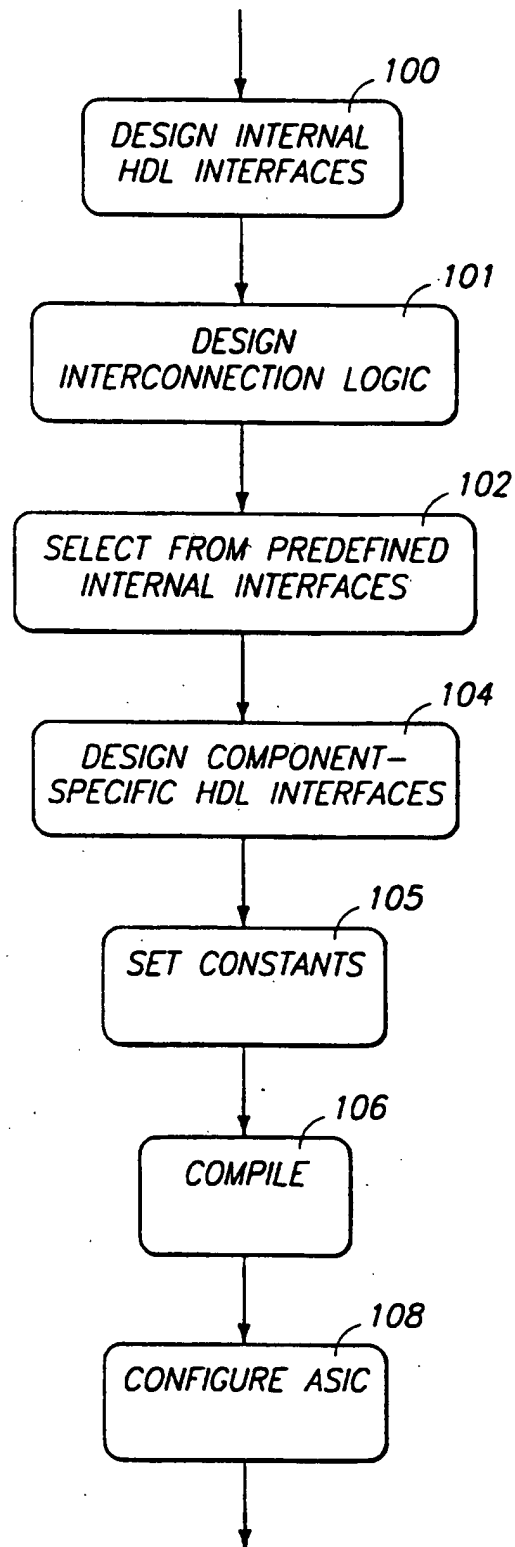 100
DESIGN INTERNAL
HDL INTERFACES
101
DESIGN
INTERCONNECTION LOGIC
102
SELECT FROM PREDEFINED
INTERNAL INTERFACES
104
DESIGN COMPONENT-
SPECIFIC HDL INTERFACES
105
SET CONSTANTS
106
COMPILE
108
CONFIGURE ASIC